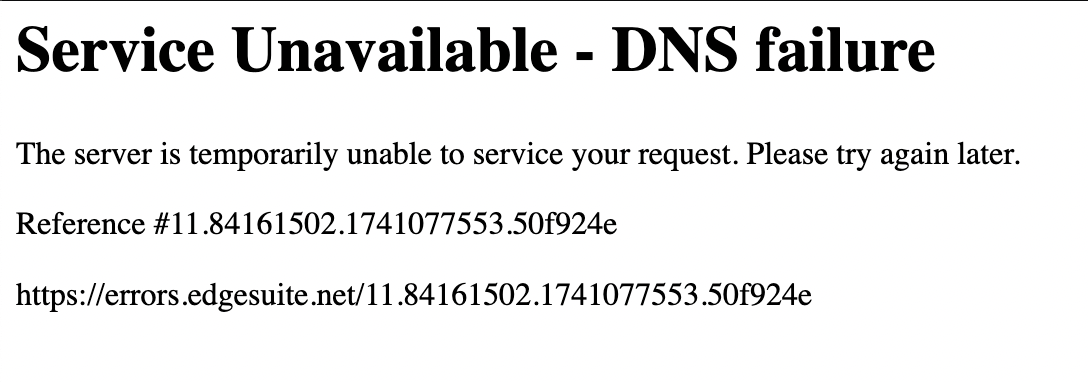 Service Unavailable - DNS failure
The server is temporarily unable to service your request. Please try again later.
Reference #11.84161502.1741077553.50f924e
https://errors.edgesuite.net/11.84161502.1741077553.50f924e